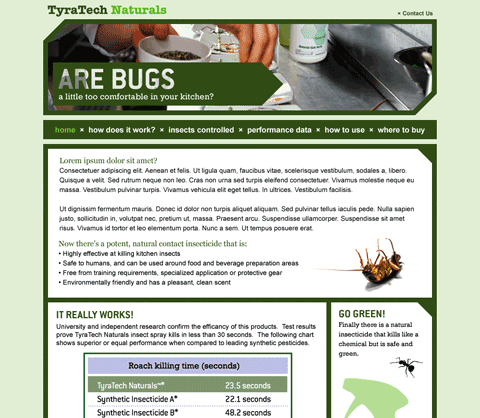 TyraTech Naturals
× Contact Us
ARE BUGS
a little too comfortable in your kitchen?
home × how does it work? × insects controlled × performance data × how to use × where to buy
Lorem ipsum dolor sit amet?
Consectetuer adipiscing elit. Aenean et felis. Ut ligula quam, faucibus vitae, scelerisque vestibulum, sodales a, libero.
Quisque a velit. Sed rutrum neque non leo. Cras non urna sed turpis eleifend consectetuer. Vivamus molestie neque eu
massa. Vestibulum pulvinar turpis. Vivamus vehicula elit eget tellus. In ultrices. Vestibulum facilisis.
Ut dignissim fermentum mauris. Donec id dolor non turpis aliquet aliquam. Sed pulvinar tellus iaculis pede. Nulla sapien
justo, sollicitudin in, volutpat nec, pretium ut, massa. Praesent arcu. Suspendisse ullamcorper. Suspendisse sit amet
risus. Vivamus id tortor et leo elementum porta. Nunc a sem. Ut tempus posuere erat.
Now there's a potent, natural contact insecticide that is:
• Highly effective at killing kitchen insects
• Safe to humans, and can be used around food and beverage preparation areas
• Free from training requirements, specialized application or protective gear
• Environmentally friendly and has a pleasant, clean scent
IT REALLY WORKS!
University and independent research confirm the efficancy of this products. Test results
prove TyraTech Naturals insect spray kills in less than 30 seconds. The following chart
shows superior or equal performance when compared to leading synthetic pesticides.
Roach killing time (seconds)
TyraTech Naturals™* 23.5 seconds
Synthetic Insecticide A* 22.1 seconds
Synthetic Insecticide B* 48.2 seconds
GO GREEN!
Finally there is a natural
insecticide that kills like a
chemical but is safe and
green.